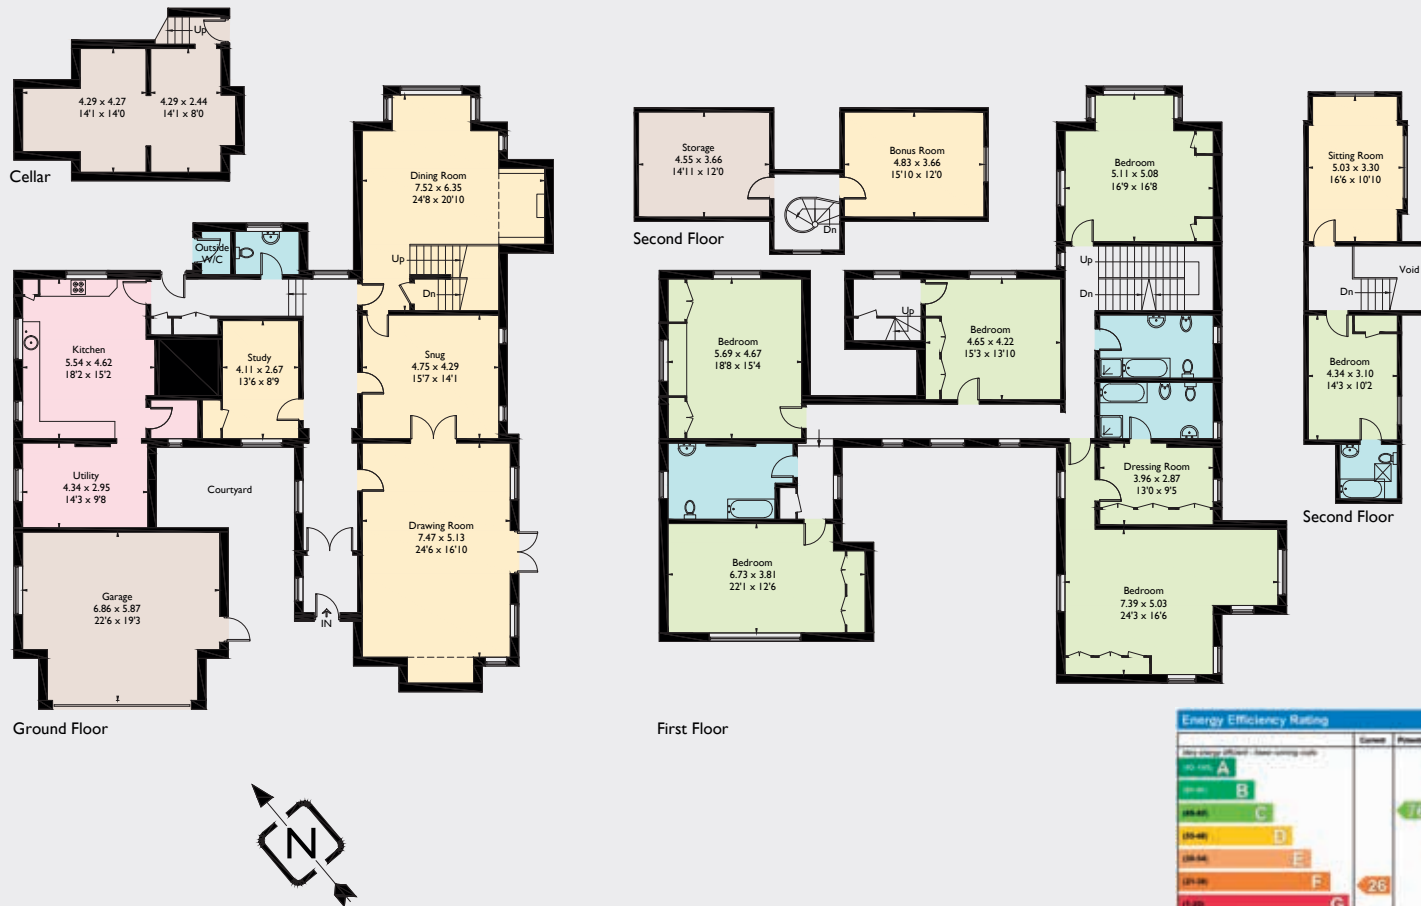 Up
4.29 x 4.27
14'1 x 14'0
4.29 x 2.44
14'1 x 8'0
Cellar
Dining Room
7.52 x 6.35
24'8 x 20'10
Outside
W/C
Up
Dn
Kitchen
5.54 x 4.62
18'2 x 15'2
Study
4.11 x 2.67
13'6 x 8'9
Snug
4.75 x 4.29
15'7 x 14'1
Utility
4.34 x 2.95
14'3 x 9'8
Courtyard
Drawing Room
7.47 x 5.13
24'6 x 16'10
Garage
6.86 x 5.87
22'6 x 19'3
IN
Ground Floor
Storage
4.55 x 3.66
14'11 x 12'0
Bonus Room
4.83 x 3.66
15'10 x 12'0
Dn
Second Floor
Bedroom
5.11 x 5.08
16'9 x 16'8
Up
Dn
Bedroom
5.69 x 4.67
18'8 x 15'4
Up
Bedroom
4.65 x 4.22
15'3 x 13'10
Dressing Room
3.96 x 2.87
13'0 x 9'5
Bedroom
6.73 x 3.81
22'1 x 12'6
Bedroom
7.39 x 5.03
24'3 x 16'6
First Floor
Sitting Room
5.03 x 3.30
16'6 x 10'10
Void
Dn
Bedroom
4.34 x 3.10
14'3 x 10'2
Second Floor
N
Energy Efficiency Rating
Current
A
B
C
D
E
F
26
G